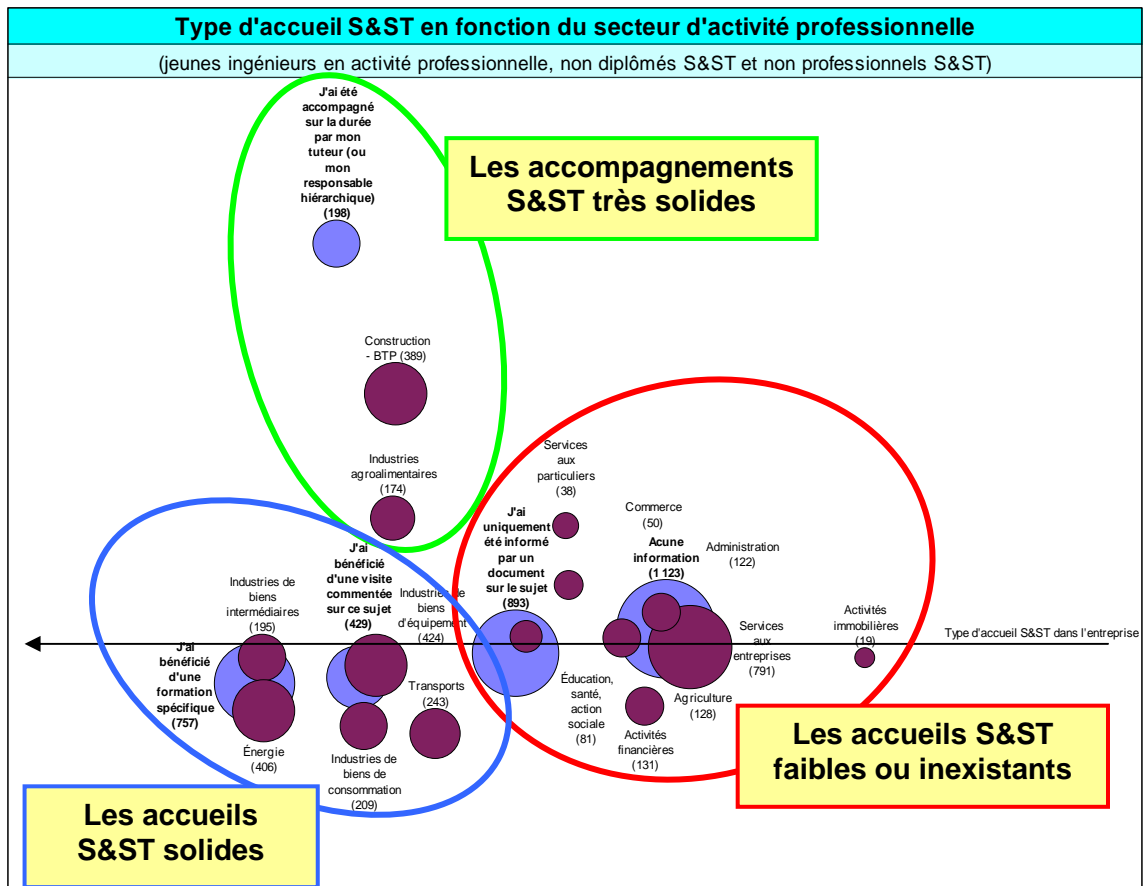 Type d'accueil S&ST en fonction du secteur d'activité professionnelle
(jeunes ingénieurs en activité professionnelle, non diplômés S&ST et non professionnels S&ST)
J'ai été
accompagné
sur la durée
par mon
tuteur (ou
mon
responsable
hiérarchique)
(198)
Les accompagnements
S&ST très solides
Construction
- BTP (389)
Industries
agroalimentaires
(174)
Services
aux
particuliers
(38)
J'ai
uniquement
été informé
par un
document
sur le sujet
(893)
Commerce
(50)
Acune
information
(1 123)
Administration
(122)
J'ai
bénéficié
d'une visite
commentée
sur ce sujet
(429)
Industries de
biens
intermédiaires
(195)
Industries de
biens
d'équipement
(424)
Activités
immobilières
(19)
Type d'accueil S&ST dans l'entreprise
Services
aux
entreprises
(791)
J'ai
bénéficié
d'une
formation
spécifique
(757)
Transports
(243)
Éducation,
santé,
action
sociale
(81)
Agriculture
(128)
Énergie
(406)
Industries
de biens de
consommation
(209)
Activités
financières
(131)
Les accueils S&ST
faibles ou inexistants
Les accueils
S&ST solides